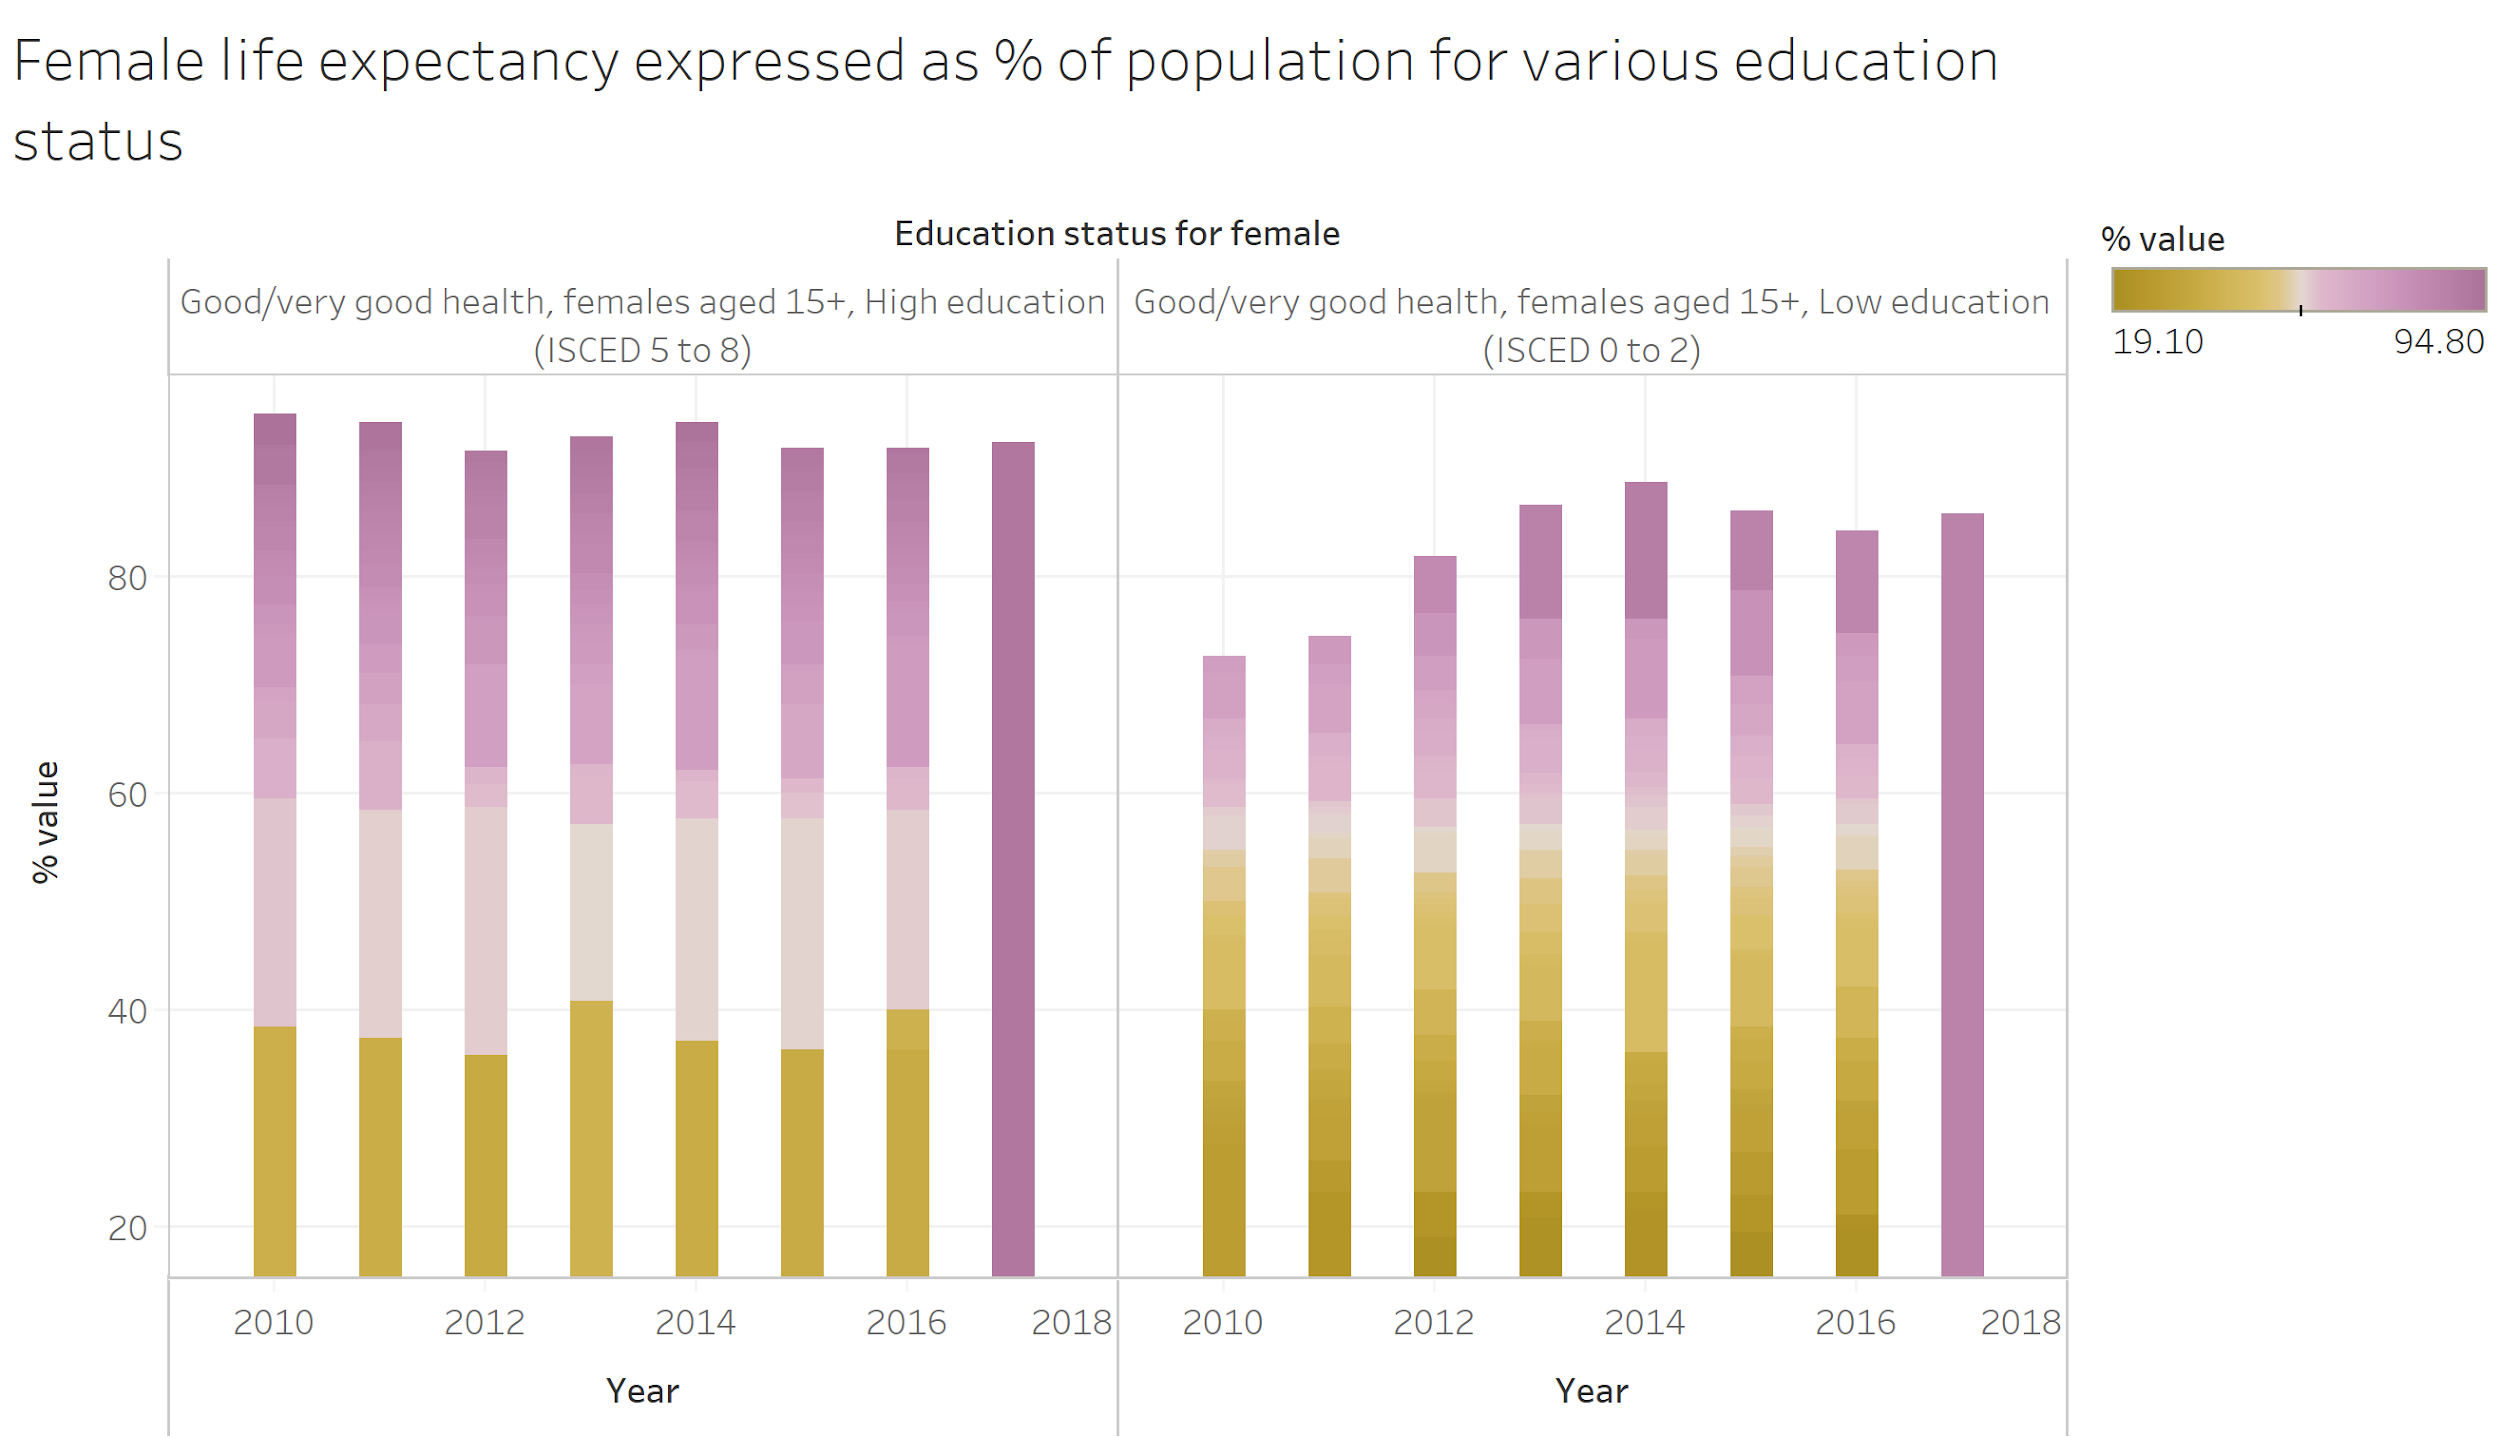 Female life expectancy expressed as % of population for various education
status
Education status for female
Good/very good health, females aged 15+, High education
(ISCED 5 to 8)
Good/very good health, females aged 15+, Low education
(ISCED 0 to 2)
% value
19.10 94.80
% value
80
60
40
20
2010 2012 2014 2016 2018
2010 2012 2014 2016 2018
Year
Year